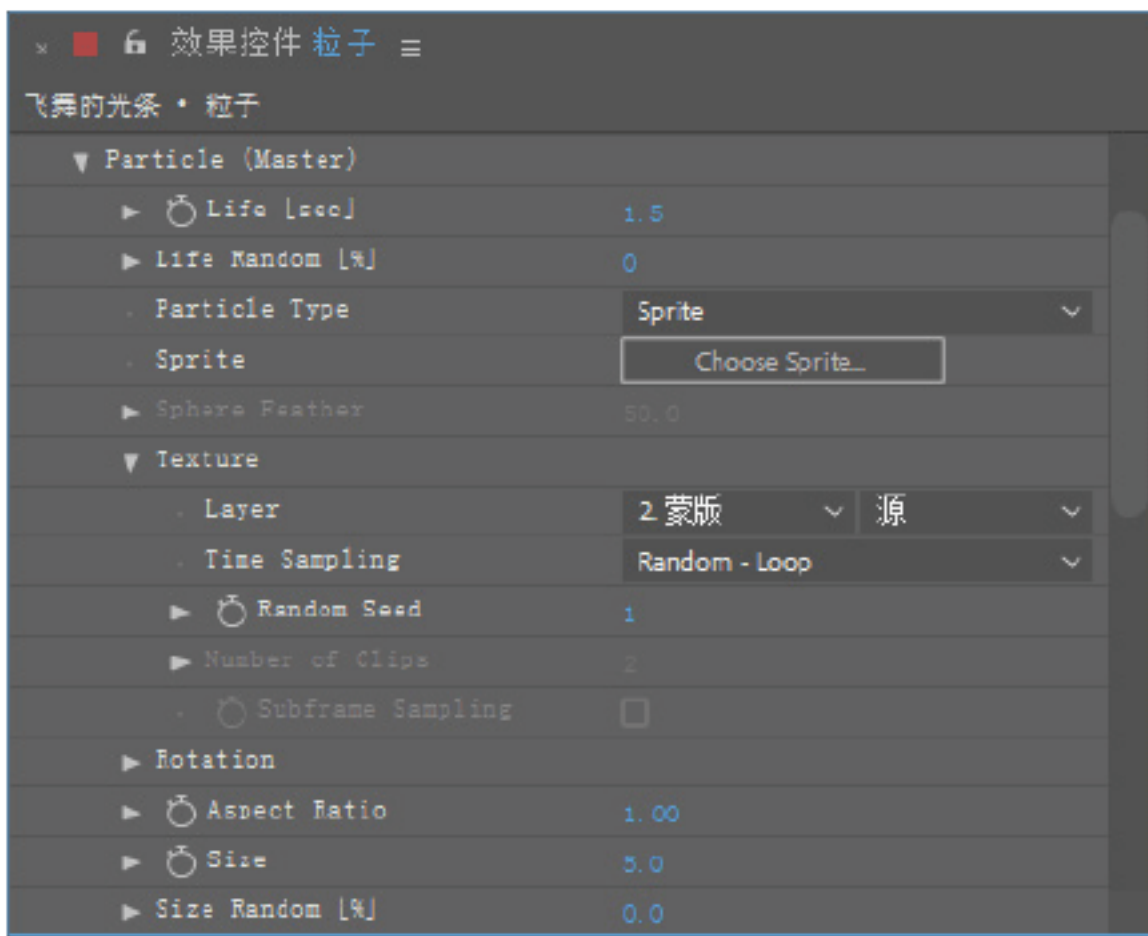 效果控件 粒子
飞舞的光条 • 粒子
Particle (Master)
Life [sec] 1.5
Life Random [%] 0
Particle Type Sprite
Sprite Choose Sprite...
Sphere Feather 50.0
Texture
Layer 2. 蒙版 源
Time Sampling Random - Loop
Random Seed 1
Number of Clips 2
Subframe Sampling
Rotation
Aspect Ratio 1.00
Size 5.0
Size Random [%] 0.0